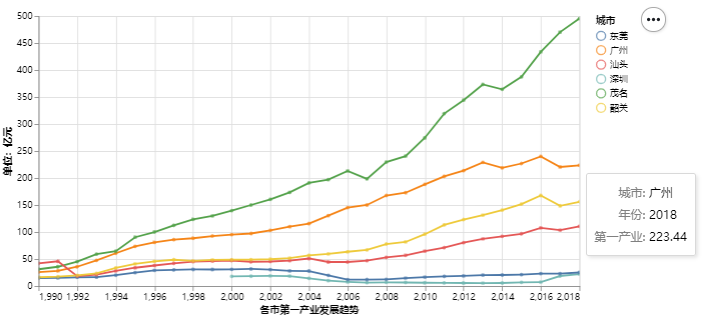 500
450
400
350
300
250
200
150
100
50
0
单位：亿元
1,990 1,992 1,994 1,996 1,998 2,000 2,002 2,004 2,006 2,008 2,010 2,012 2,014 2,016 2,018
各市第一产业发展趋势
城市
东莞
广州
汕头
深圳
茂名
韶关
城市: 广州
年份: 2018
第一产业: 223.44